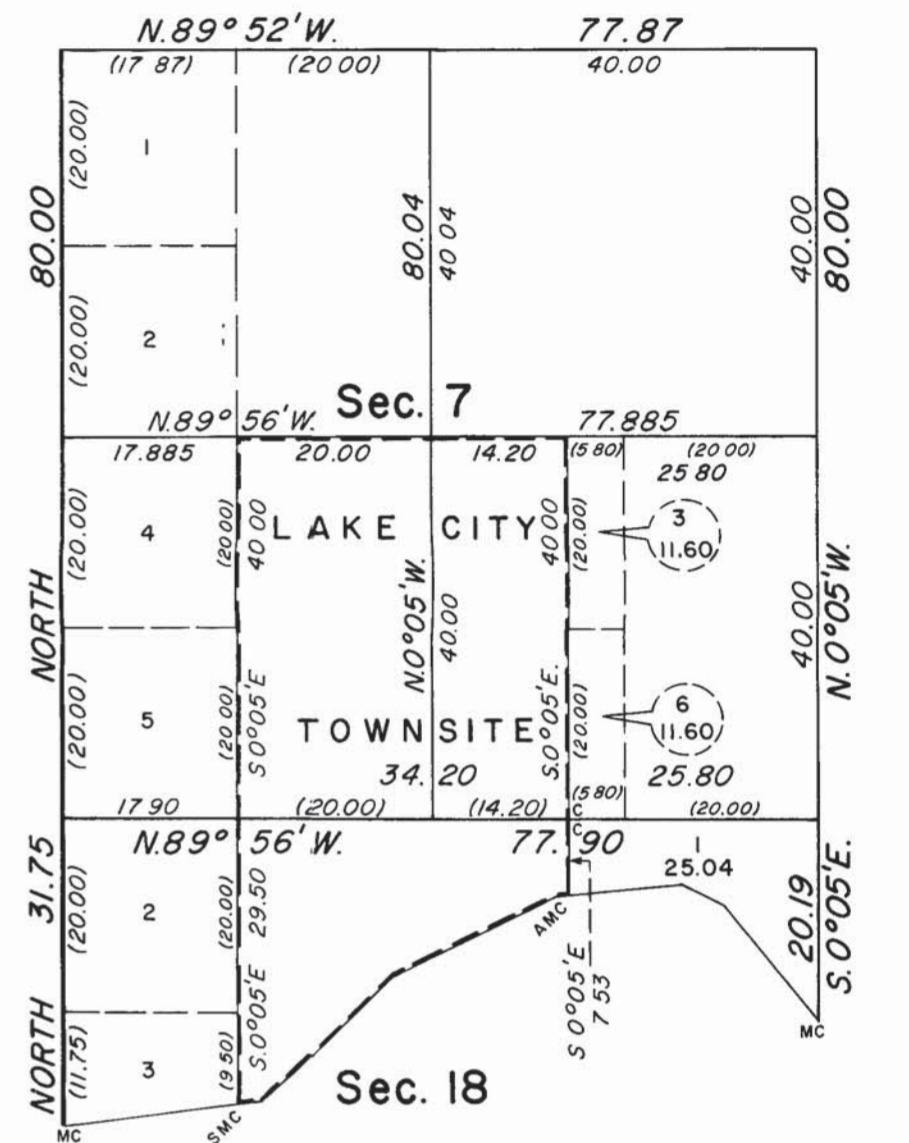 N.89° 52' W. 77.87
(17 87) (20 00) 40.00
(20.00) 1
80.00 80.04 40 04 40.00 80.00
(20.00) 2
Sec. 7
N.89° 56' W. 77.885
17.885 20.00 14.20 (5 80) (20 00)
25 80
(20.00) 4 (20 00) 40 00 LAKE CITY 40 00 (20.00) 3
11.60
NORTH N.0°05'W. 40.00 40.00 N.0°05'W.
(20.00) 5 (20.00) S 0°05'E TOWNSITE S.0°05'E. (20.00) 6
11.60
34.20 25.80
17 90 (20.00) (14.20) (5 80) (20.00)
C
C
N.89° 56' W. 77.90
1
25.04
NORTH 31.75 (20.00) 2 (20.00) 29.50 S.0°05'E 20.19 S.0°05'E.
AMC
S 0°05'E
7 53
MC
(11.75) 3 (9 50) Sec. 18
MC SMC